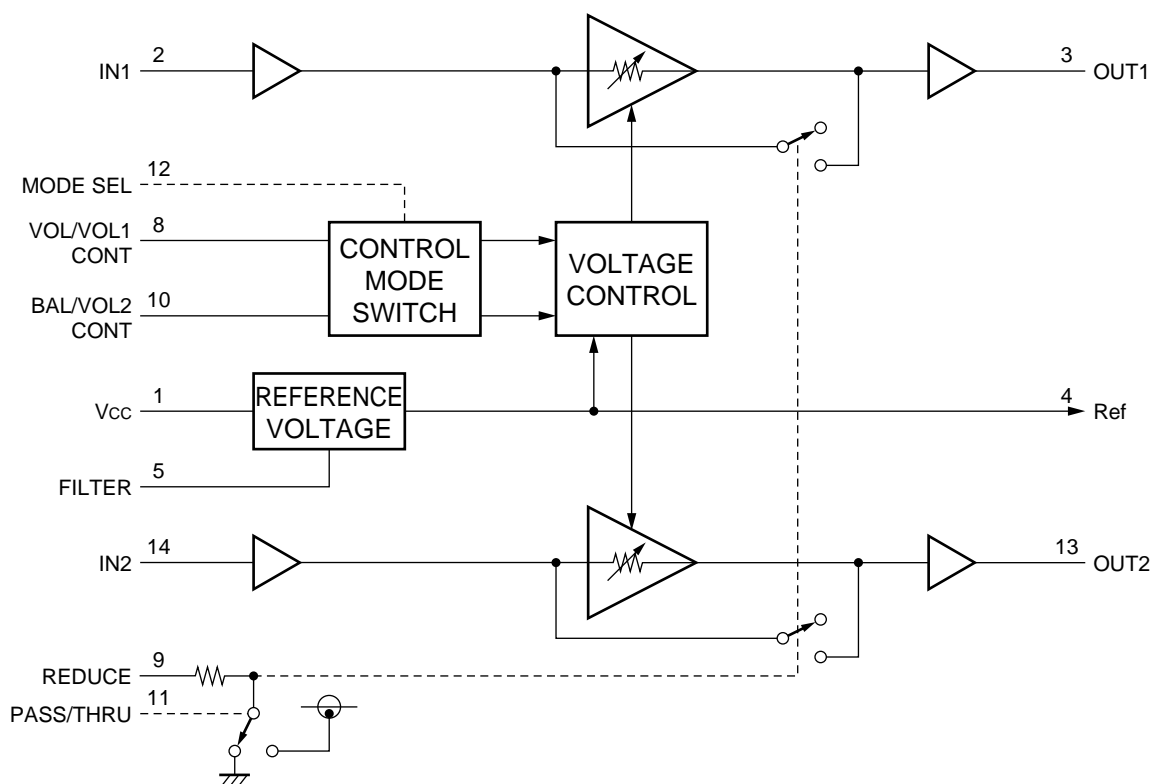 2
IN1
3
OUT1
12
MODE SEL
VOL/VOL1
8
CONT
BAL/VOL2
10
CONT
CONTROL
MODE
SWITCH
VOLTAGE
CONTROL
1
Vcc
REFERENCE
VOLTAGE
4
Ref
5
FILTER
14
IN2
13
OUT2
9
REDUCE
11
PASS/THRU